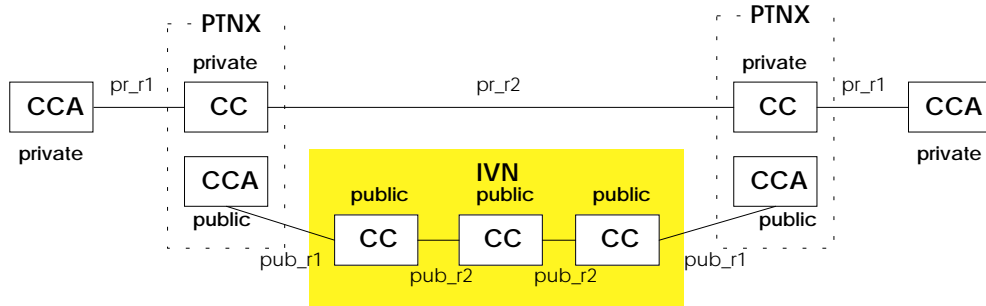 PTNX
PTNX
private
private
pr_r1
pr_r2
pr_r1
CCA
CC
CC
CCA
private
private
IVN
CCA
CCA
public
public
public
public
public
CC
CC
CC
pub_r1
pub_r2
pub_r2
pub_r1